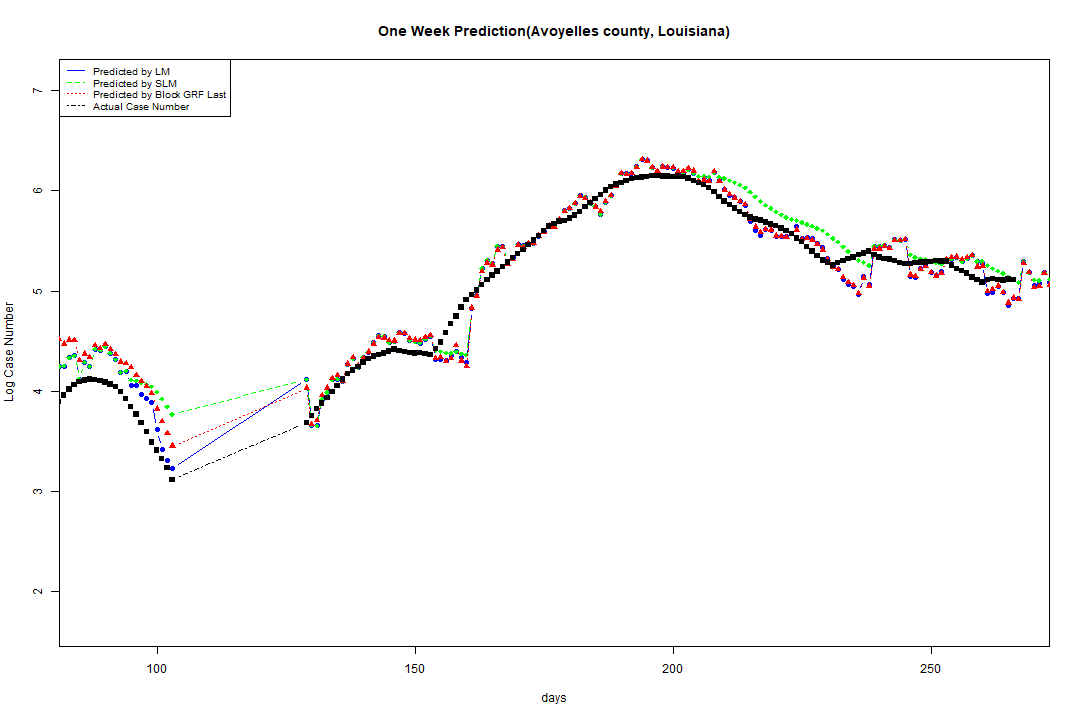 One Week Prediction(Avoyelles county, Louisiana)
Predicted by LM
Predicted by SLM
Predicted by Block GRF Last
Actual Case Number
7
6
5
4
3
2
Log Case Number
100 150 200 250
days